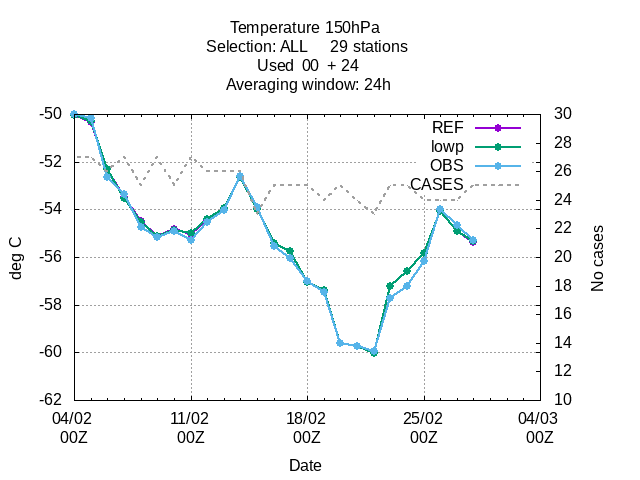 Temperature 150hPa
Selection: ALL 29 stations
Used 00 + 24
Averaging window: 24h
REF
lowp
OBS
CASES
-50
-52
-54
-56
-58
-60
-62
30
28
26
24
22
20
18
16
14
12
10
deg C
No cases
04/02 11/02 18/02 25/02 04/03
00Z 00Z 00Z 00Z 00Z
Date